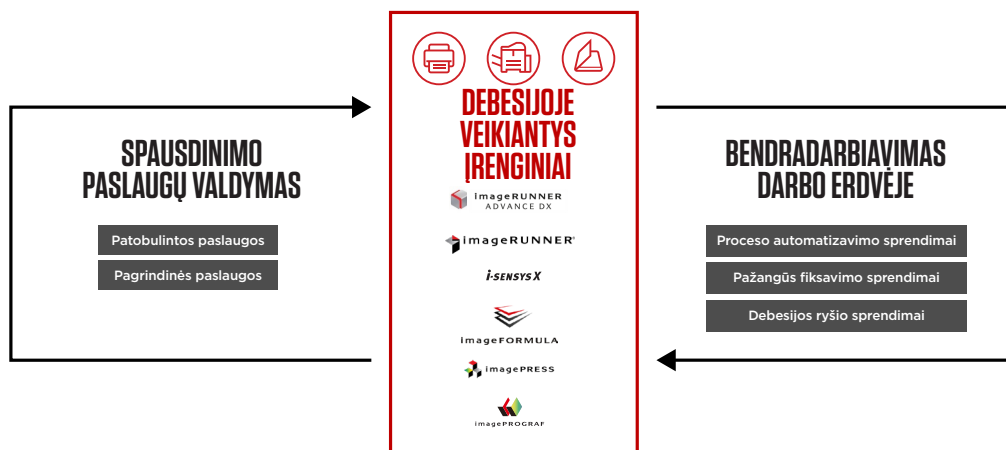 SPAUSDINIMO
PASLAUGŲ VALDYMAS
Patobulintos paslaugos
Pagrindinės paslaugos
DEBESIJOJE
VEIKIANTYS
ĮRENGINIAI
imageRUNNER
ADVANCE DX
imageRUNNER®
i-SENSYS X
imageFORMULA
imagePRESS
imagePROGRAF
BENDRADARBIAVIMAS
DARBO ERDVĖJE
Proceso automatizavimo sprendimai
Pažangūs fiksavimo sprendimai
Debesijos ryšio sprendimai